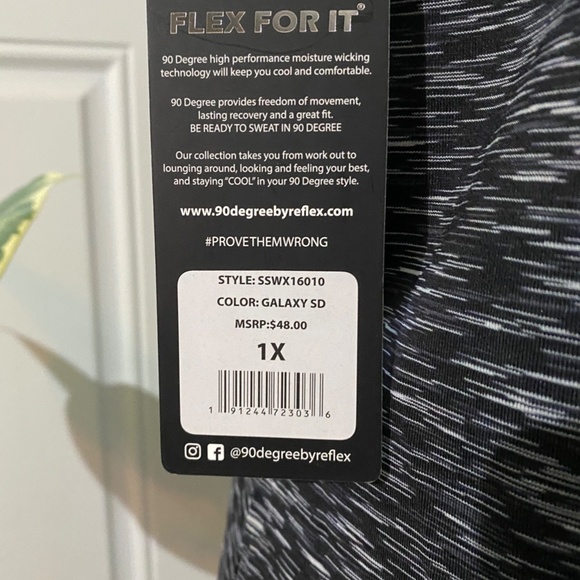 FLEX FOR IT®
90 Degree high performance moisture wicking
technology will keep you cool and comfortable.
90 Degree provides freedom of movement,
lasting recovery and a great fit.
BE READY TO SWEAT IN 90 DEGREE
Our collection takes you from work out to
lounging around, looking and feeling your best,
and staying "COOL" in your 90 Degree style.
www.90degreebyreflex.com
#PROVETHEMWRONG
STYLE: SSWX16010
COLOR: GALAXY SD
MSRP:$48.00
1X
1 91244 72303 6
@90degreebyreflex